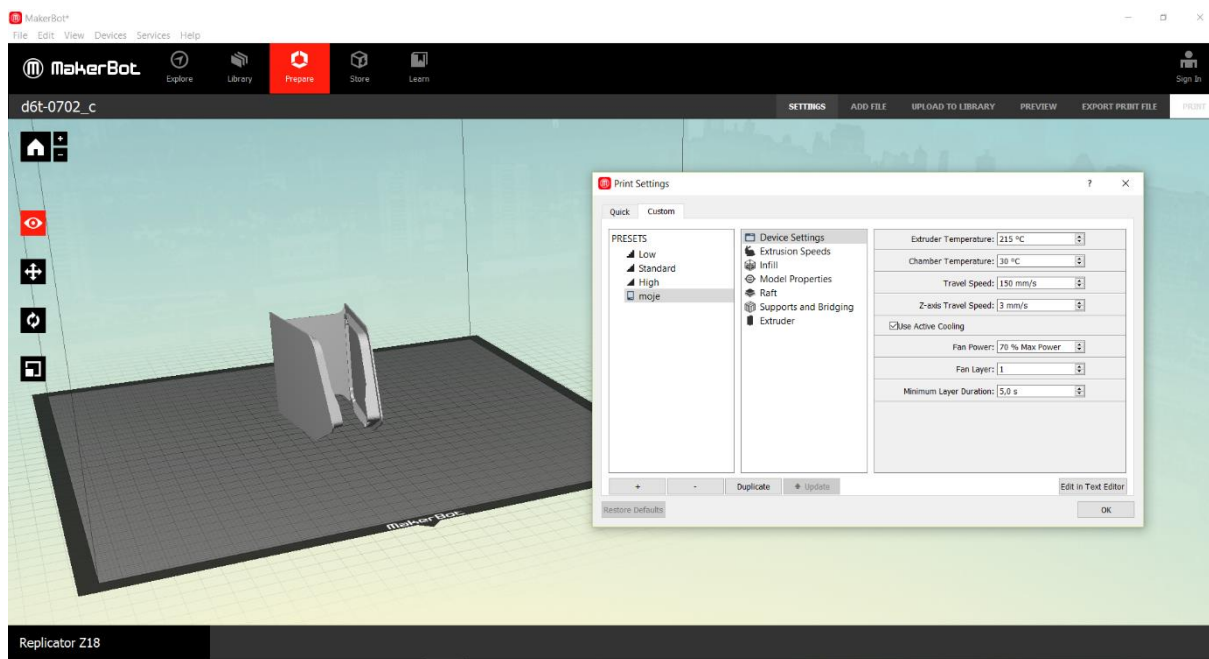 MakerBot*
File Edit View Devices Services Help
MakerBot
Explore Library Prepare Store Learn Sign In
d6t-0702_c
SETTINGS ADD FILE UPLOAD TO LIBRARY PREVIEW EXPORT PRINT FILE PRINT
+
-
Print Settings ? ×
Quick Custom
PRESETS
Low
Standard
High
moje
Device Settings
Extrusion Speeds
Infill
Model Properties
Raft
Supports and Bridging
Extruder
Extruder Temperature: 215 ºC
Chamber Temperature: 30 ºC
Travel Speed: 150 mm/s
Z-axis Travel Speed: 3 mm/s
Use Active Cooling
Fan Power: 70 % Max Power
Fan Layer: 1
Minimum Layer Duration: 5,0 s
+ - Duplicate Update Edit in Text Editor
Restore Defaults OK
MakerBot
Replicator Z18